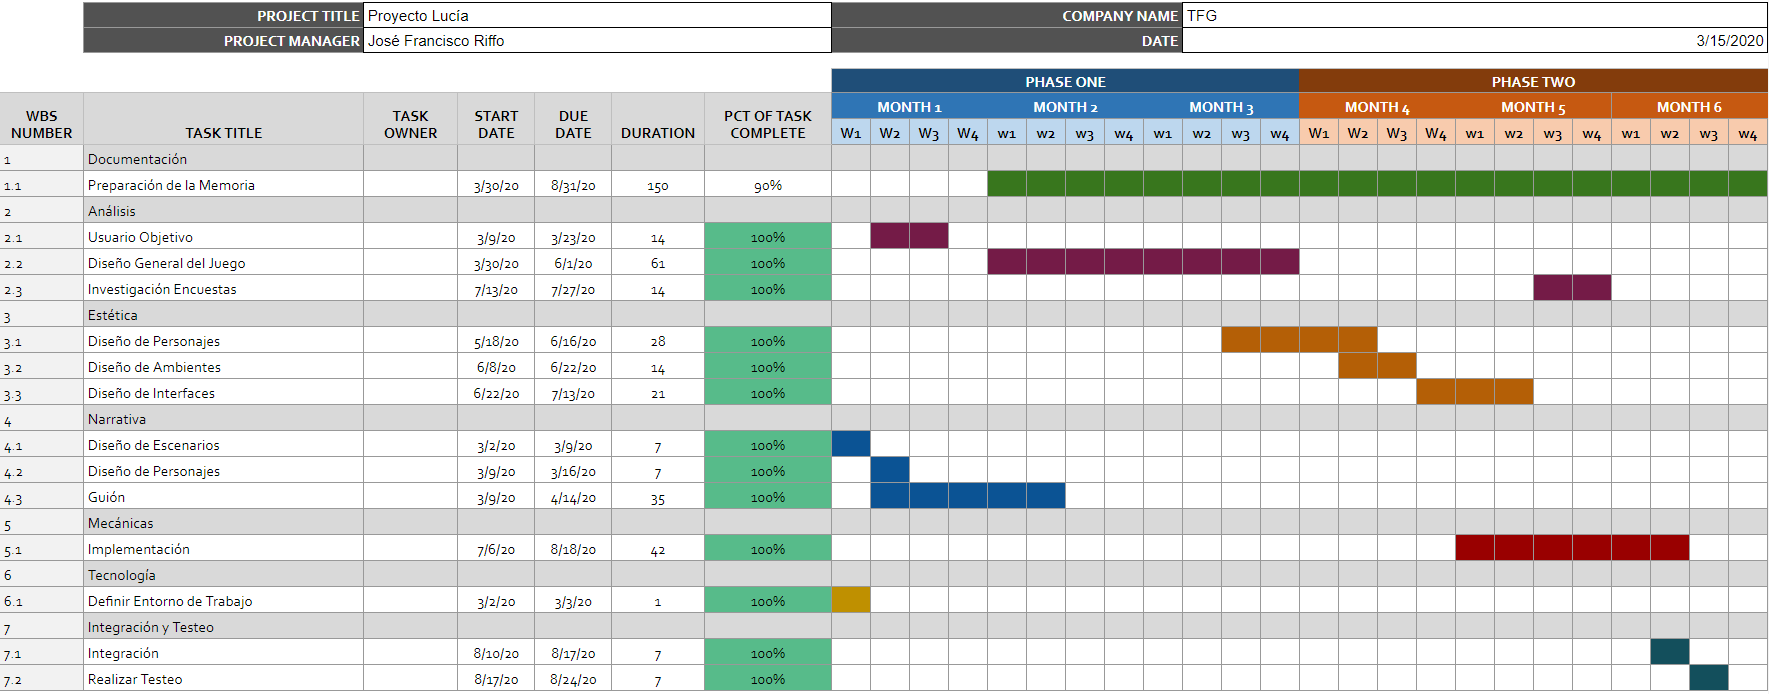 PROJECT TITLE Proyecto Lucía COMPANY NAME TFG
PROJECT MANAGER José Francisco Riffo DATE 3/15/2020
PHASE ONE PHASE TWO
WBS NUMBER TASK TITLE TASK OWNER START DATE DUE DATE DURATION PCT OF TASK COMPLETE MONTH 1 MONTH 2 MONTH 3 MONTH 4 MONTH 5 MONTH 6
W1 W2 W3 W4 w1 w2 w3 w4 w1 w2 w3 w4 W1 W2 W3 W4 w1 w2 w3 w4 w1 w2 w3 w4
1 Documentación
1.1 Preparación de la Memoria 3/30/20 8/31/20 150 90%
2 Análisis
2.1 Usuario Objetivo 3/9/20 3/23/20 14 100%
2.2 Diseño General del Juego 3/30/20 6/1/20 61 100%
2.3 Investigación Encuestas 7/13/20 7/27/20 14 100%
3 Estética
3.1 Diseño de Personajes 5/18/20 6/16/20 28 100%
3.2 Diseño de Ambientes 6/8/20 6/22/20 14 100%
3.3 Diseño de Interfaces 6/22/20 7/13/20 21 100%
4 Narrativa
4.1 Diseño de Escenarios 3/2/20 3/9/20 7 100%
4.2 Diseño de Personajes 3/9/20 3/16/20 7 100%
4.3 Guión 3/9/20 4/14/20 35 100%
5 Mecánicas
5.1 Implementación 7/6/20 8/18/20 42 100%
6 Tecnología
6.1 Definir Entorno de Trabajo 3/2/20 3/3/20 1 100%
7 Integración y Testeo
7.1 Integración 8/10/20 8/17/20 7 100%
7.2 Realizar Testeo 8/17/20 8/24/20 7 100%